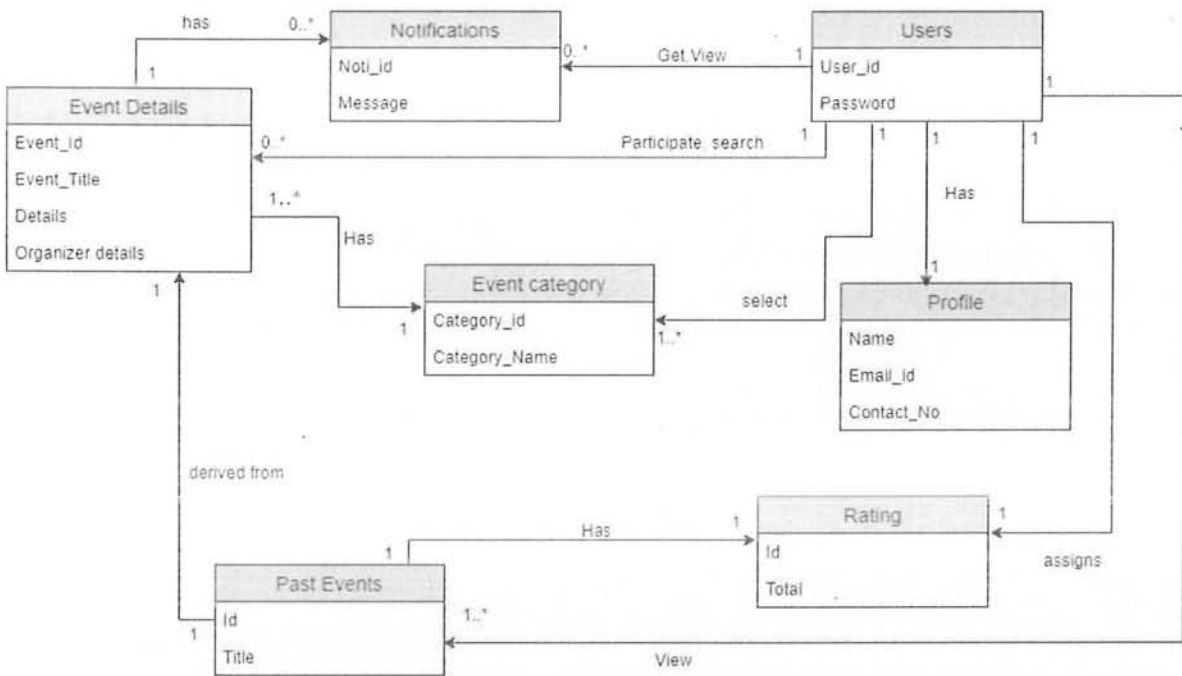 has
0..*
1
Notifications
Noti_id
Message
0..*
Get,View
1
Users
User_id
Password
1
Event Details
Event_Id
Event_Title
Details
Organizer details
0..*
Participate, search
1
1
1
1
1..*
Has
1
Event category
Category_id
Category_Name
select
1..*
Has
1
Profile
Name
Email_id
Contact_No
1
derived from
1
Past Events
Id
Title
1
Has
1
Rating
Id
Total
1
assigns
1..*
View